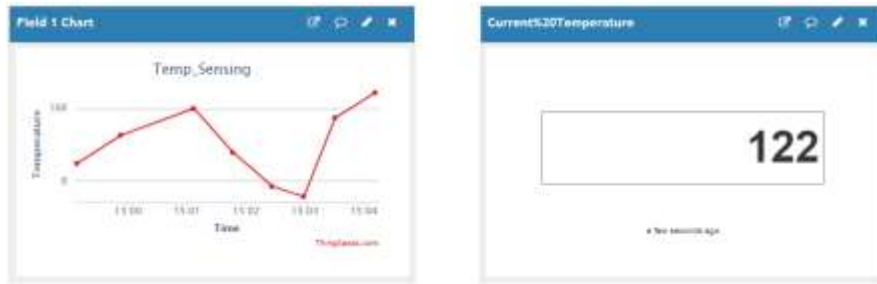 Field 1 Chart
Temp_Sensing
Temperature
100
0
15:00 15:01 15:02 15:03 15:04
Time
ThingSpeak.com
Current%20Temperature
122
a few seconds ago